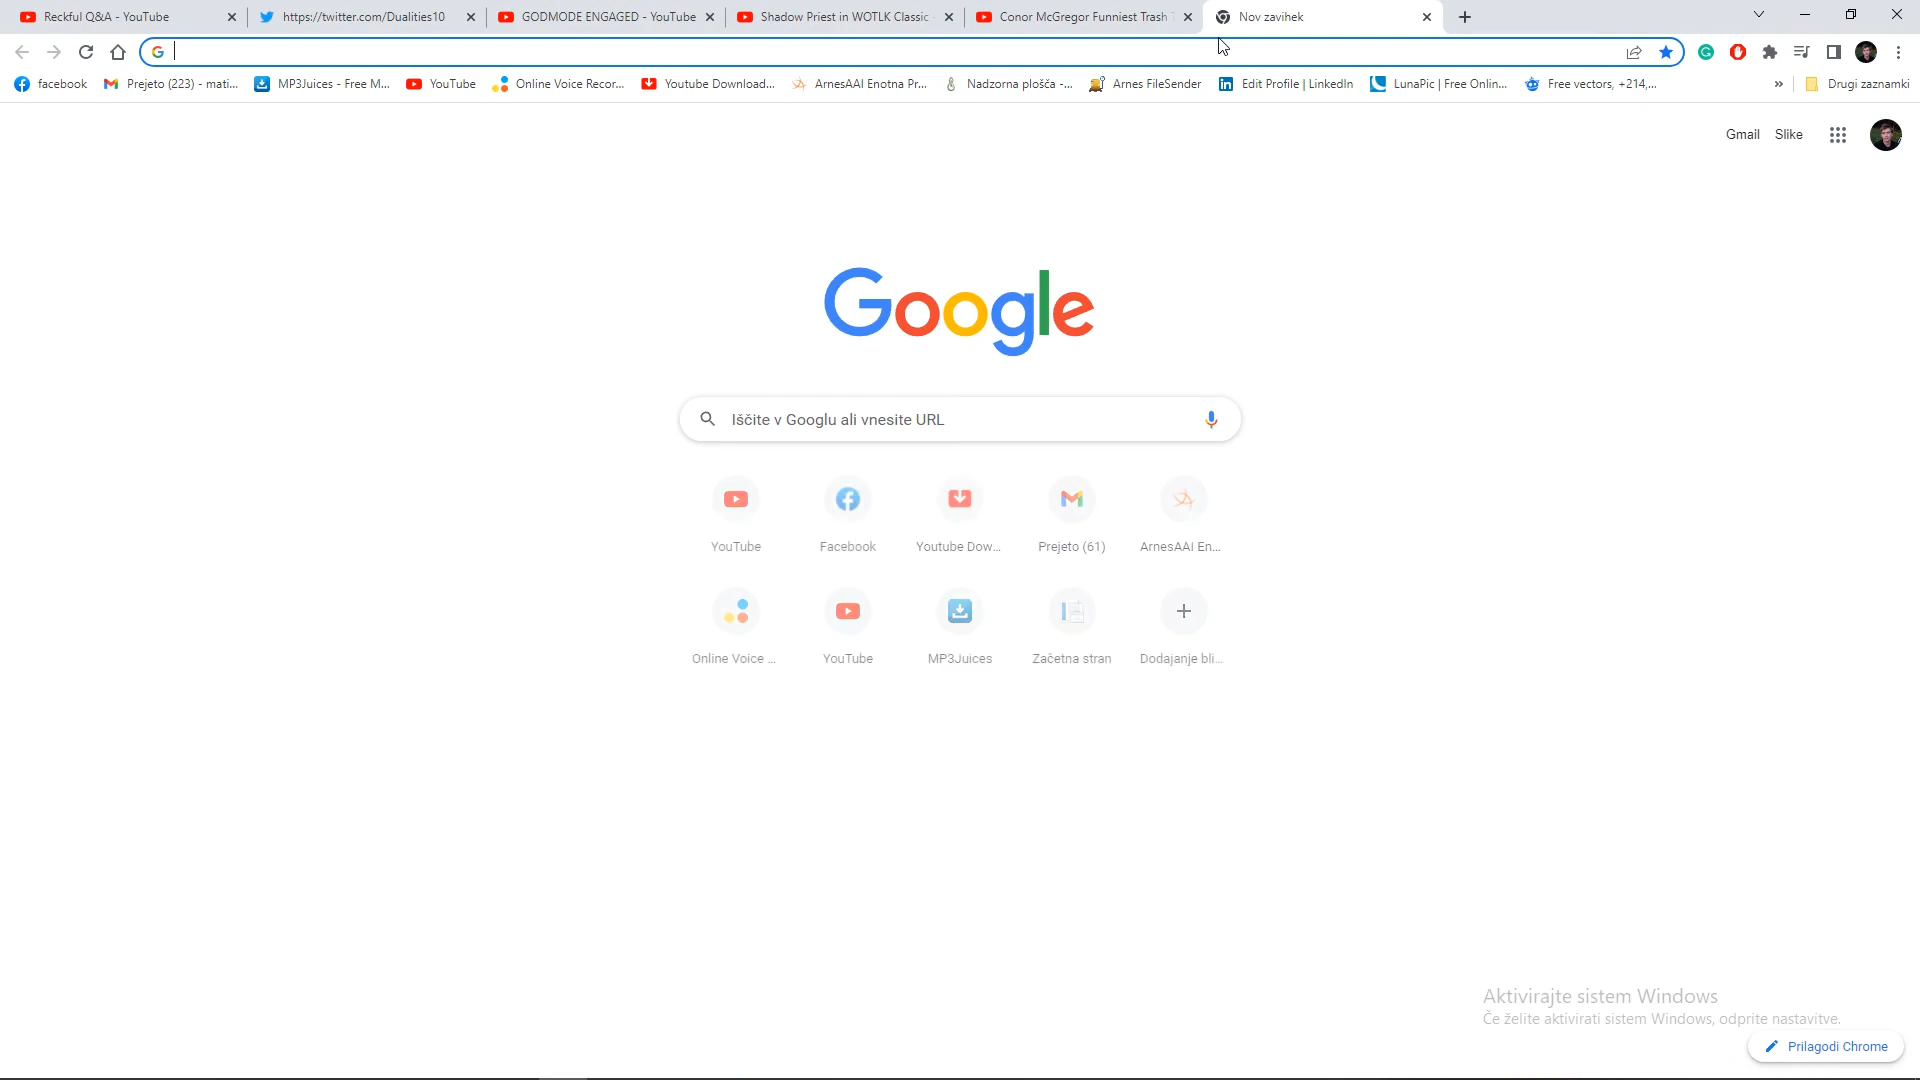 Reckful Q&A - YouTube
https://twitter.com/Dualities10
GODMODE ENGAGED - YouTube
Shadow Priest in WOTLK Classic
Conor McGregor Funniest Trash
Nov zavihek
facebook
Prejeto (223) - mati...
MP3Juices - Free M...
YouTube
Online Voice Recor...
Youtube Download...
ArnesAAI Enotna Pr...
Nadzorna plošča -...
Arnes FileSender
Edit Profile | LinkedIn
LunaPic | Free Onlin...
Free vectors, +214,...
»
Drugi zaznamki
Gmail
Slike
Google
Iščite v Googlu ali vnesite URL
YouTube
Facebook
Youtube Dow...
Prejeto (61)
ArnesAAI En...
Online Voice ...
YouTube
MP3Juices
Začetna stran
Dodajanje bli...
Aktivirajte sistem Windows
Če želite aktivirati sistem Windows, odprite nastavitve.
Prilagodi Chrome